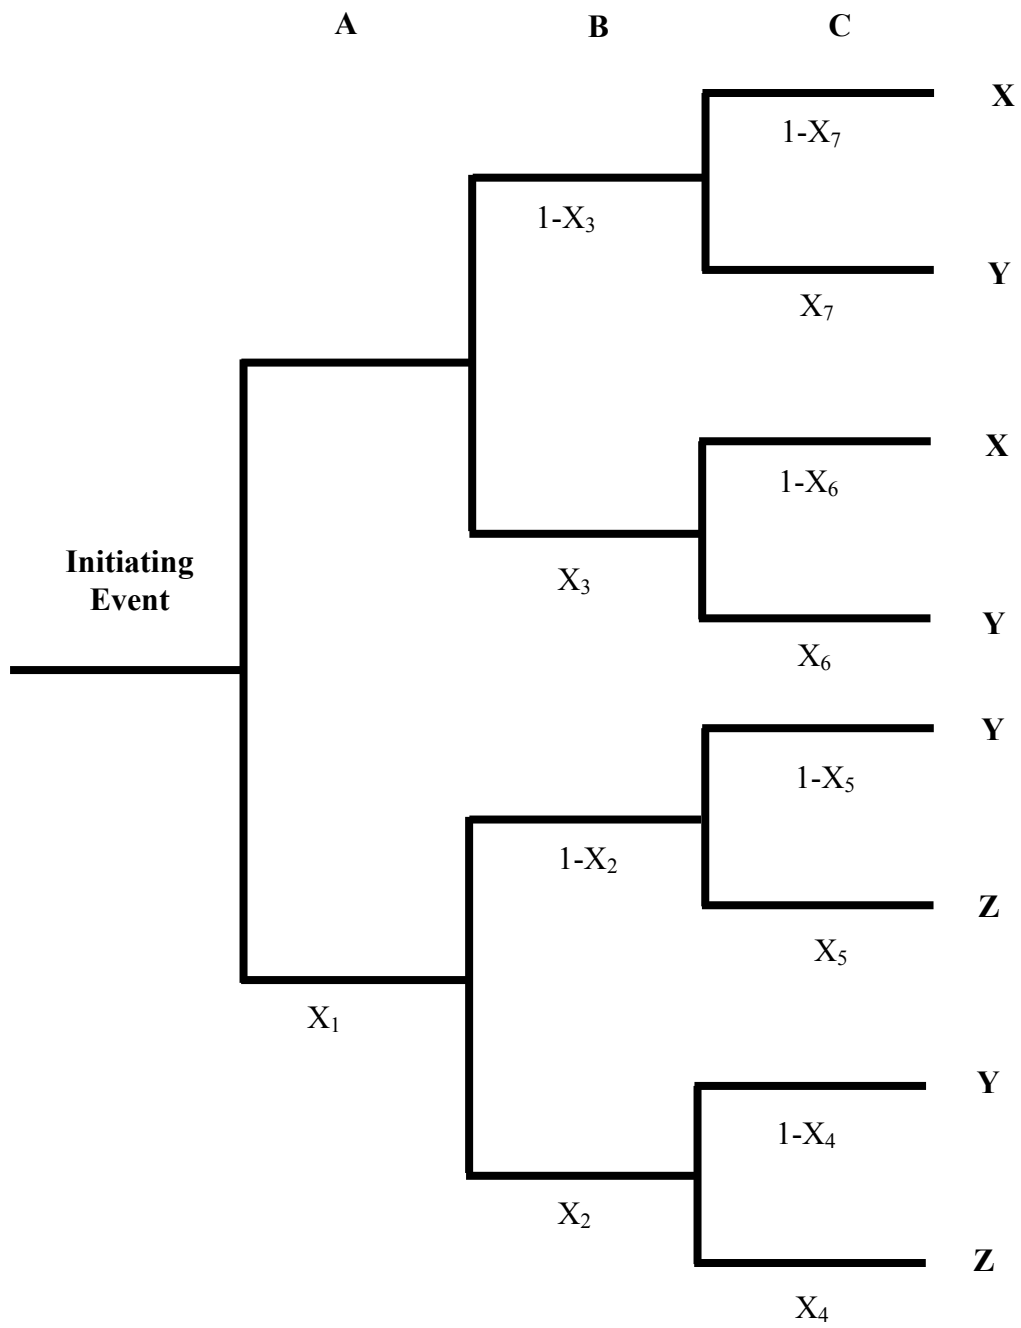 A B C
X
1-X₇
1-X₃
Y
X₇
X
1-X₆
Initiating
Event
X₃
Y
X₆
Y
1-X₅
1-X₂
Z
X₅
X₁
Y
1-X₄
X₂
Z
X₄